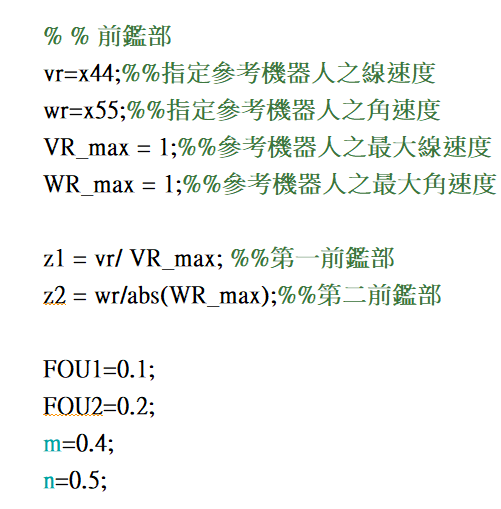 % % 前鑑部
vr=x44;%%指定參考機器人之線速度
wr=x55;%%指定參考機器人之角速度
VR_max = 1;%%參考機器人之最大線速度
WR_max = 1;%%參考機器人之最大角速度
z1 = vr/ VR_max; %%第一前鑑部
z2 = wr/abs(WR_max);%%第二前鑑部
FOU1=0.1;
FOU2=0.2;
m=0.4;
n=0.5;